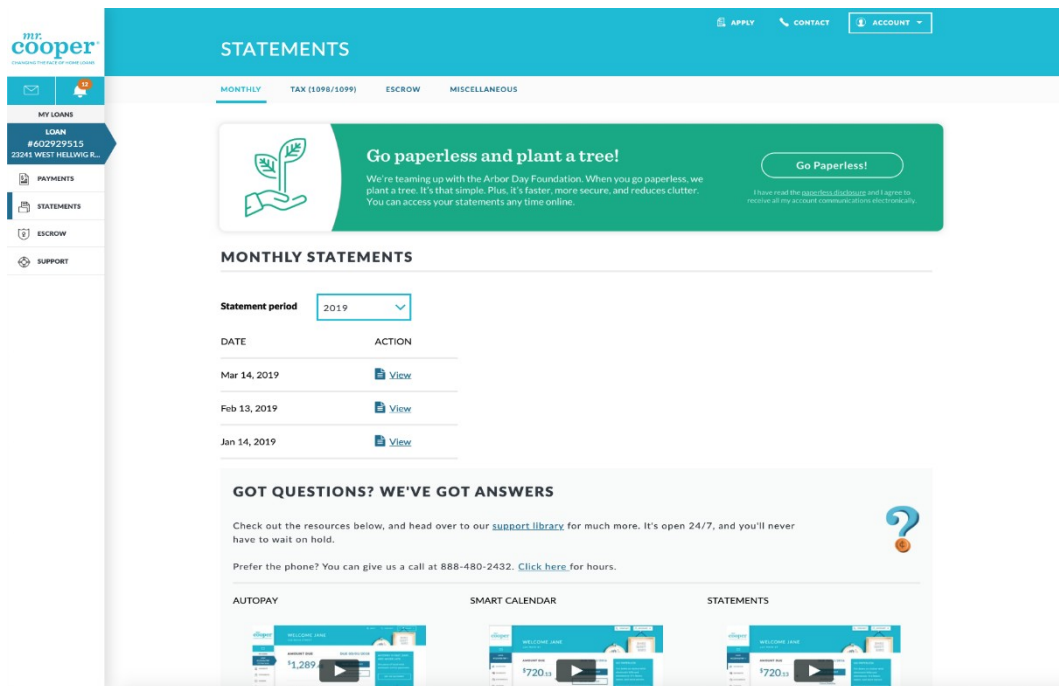 mr.
cooper
CHANGING THE FACE OF HOME LOANS
APPLY
CONTACT
ACCOUNT
STATEMENTS
12
MONTHLY
TAX (1098/1099)
ESCROW
MISCELLANEOUS
MY LOANS
LOAN
#602929515
23241 WEST HELLWIG R...
PAYMENTS
STATEMENTS
ESCROW
SUPPORT
Go paperless and plant a tree!
We're teaming up with the Arbor Day Foundation. When you go paperless, we
plant a tree. It's that simple. Plus, it's faster, more secure, and reduces clutter.
You can access your statements any time online.
Go Paperless!
I have read the paperless disclosure and I agree to
receive all my account communications electronically.
MONTHLY STATEMENTS
Statement period
2019
DATE ACTION
Mar 14, 2019 View
Feb 13, 2019 View
Jan 14, 2019 View
GOT QUESTIONS? WE'VE GOT ANSWERS
Check out the resources below, and head over to our support library for much more. It's open 24/7, and you'll never
have to wait on hold.
Prefer the phone? You can give us a call at 888-480-2432. Click here for hours.
AUTOPAY
SMART CALENDAR
STATEMENTS
cooper
WELCOME JANE
AMOUNT DUE
$1,289
cooper
WELCOME JANE
AMOUNT DUE
$720.13
cooper
WELCOME JANE
AMOUNT DUE
$720.13